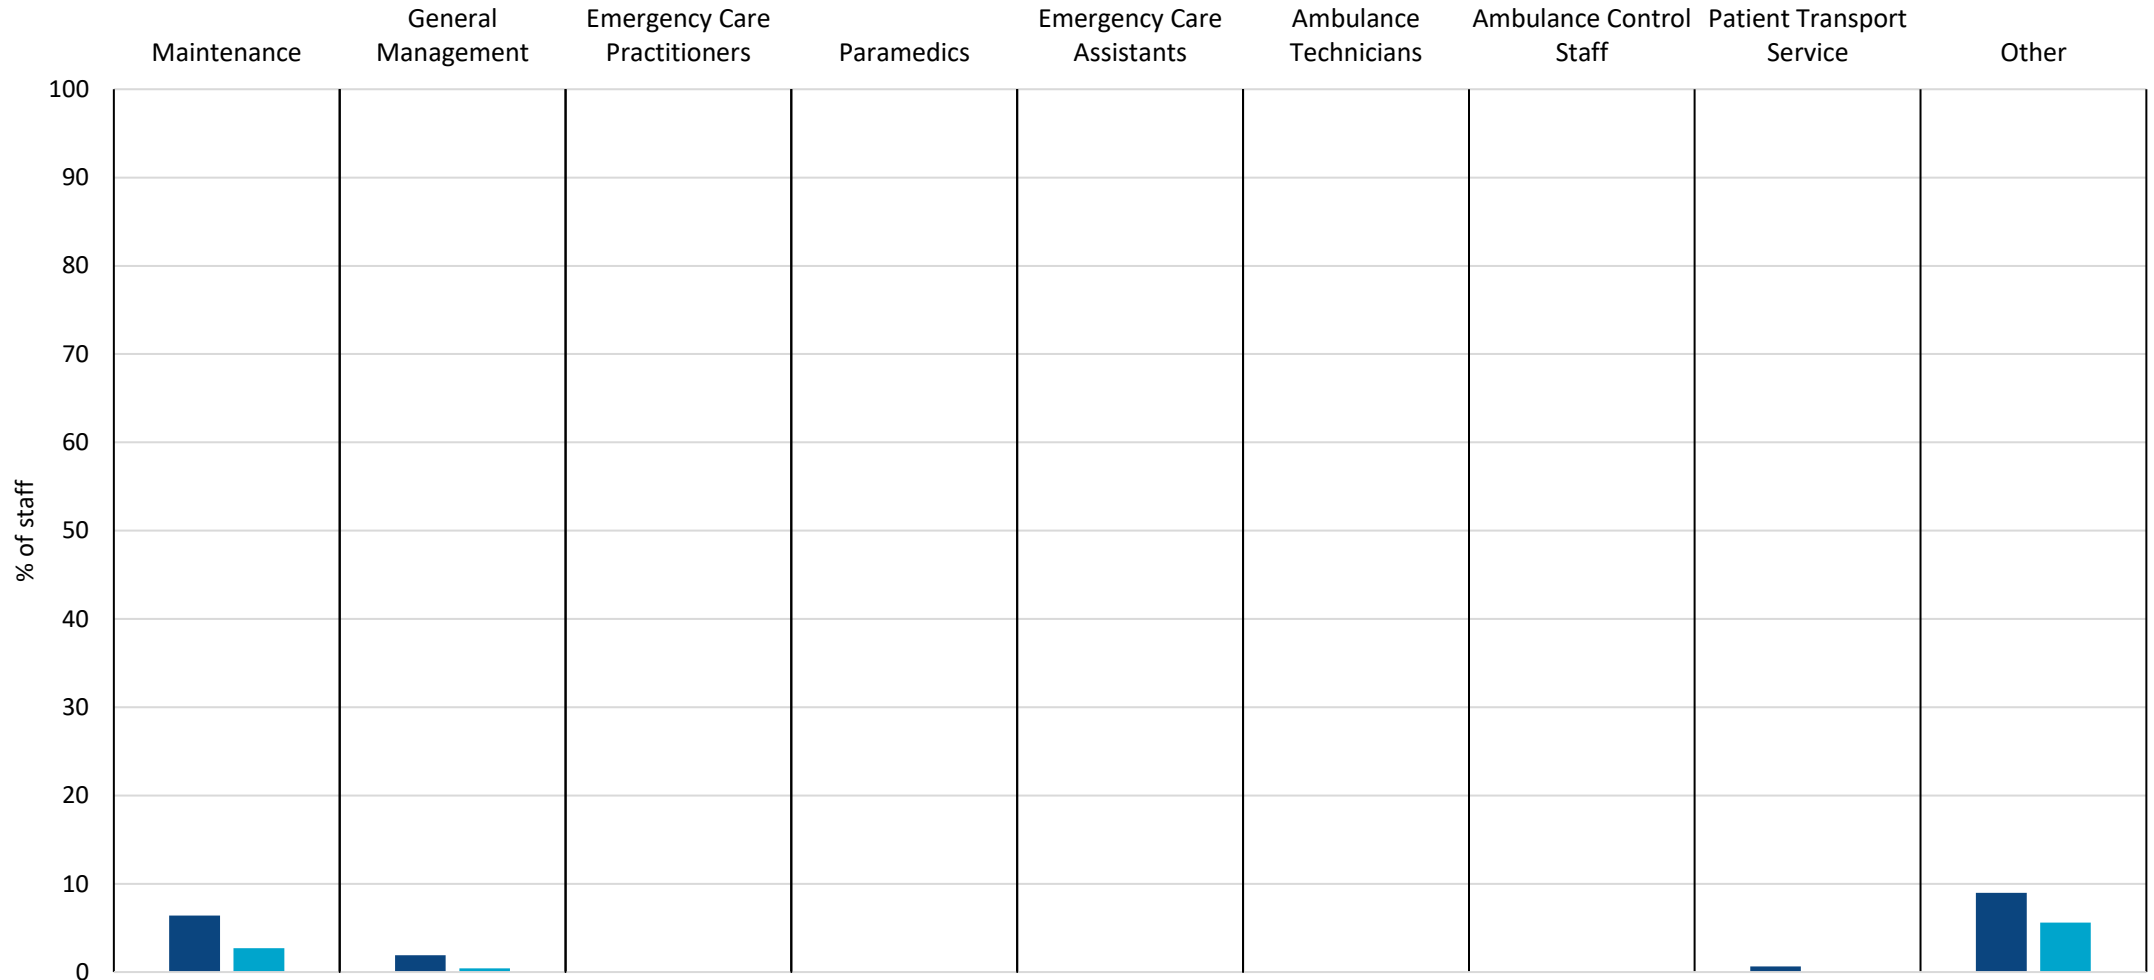 Maintenance
General
Management
Emergency Care
Practitioners
Paramedics
Emergency Care
Assistants
Ambulance
Technicians
Ambulance Control
Staff
Patient Transport
Service
Other
% of staff
100
90
80
70
60
50
40
30
20
10
0